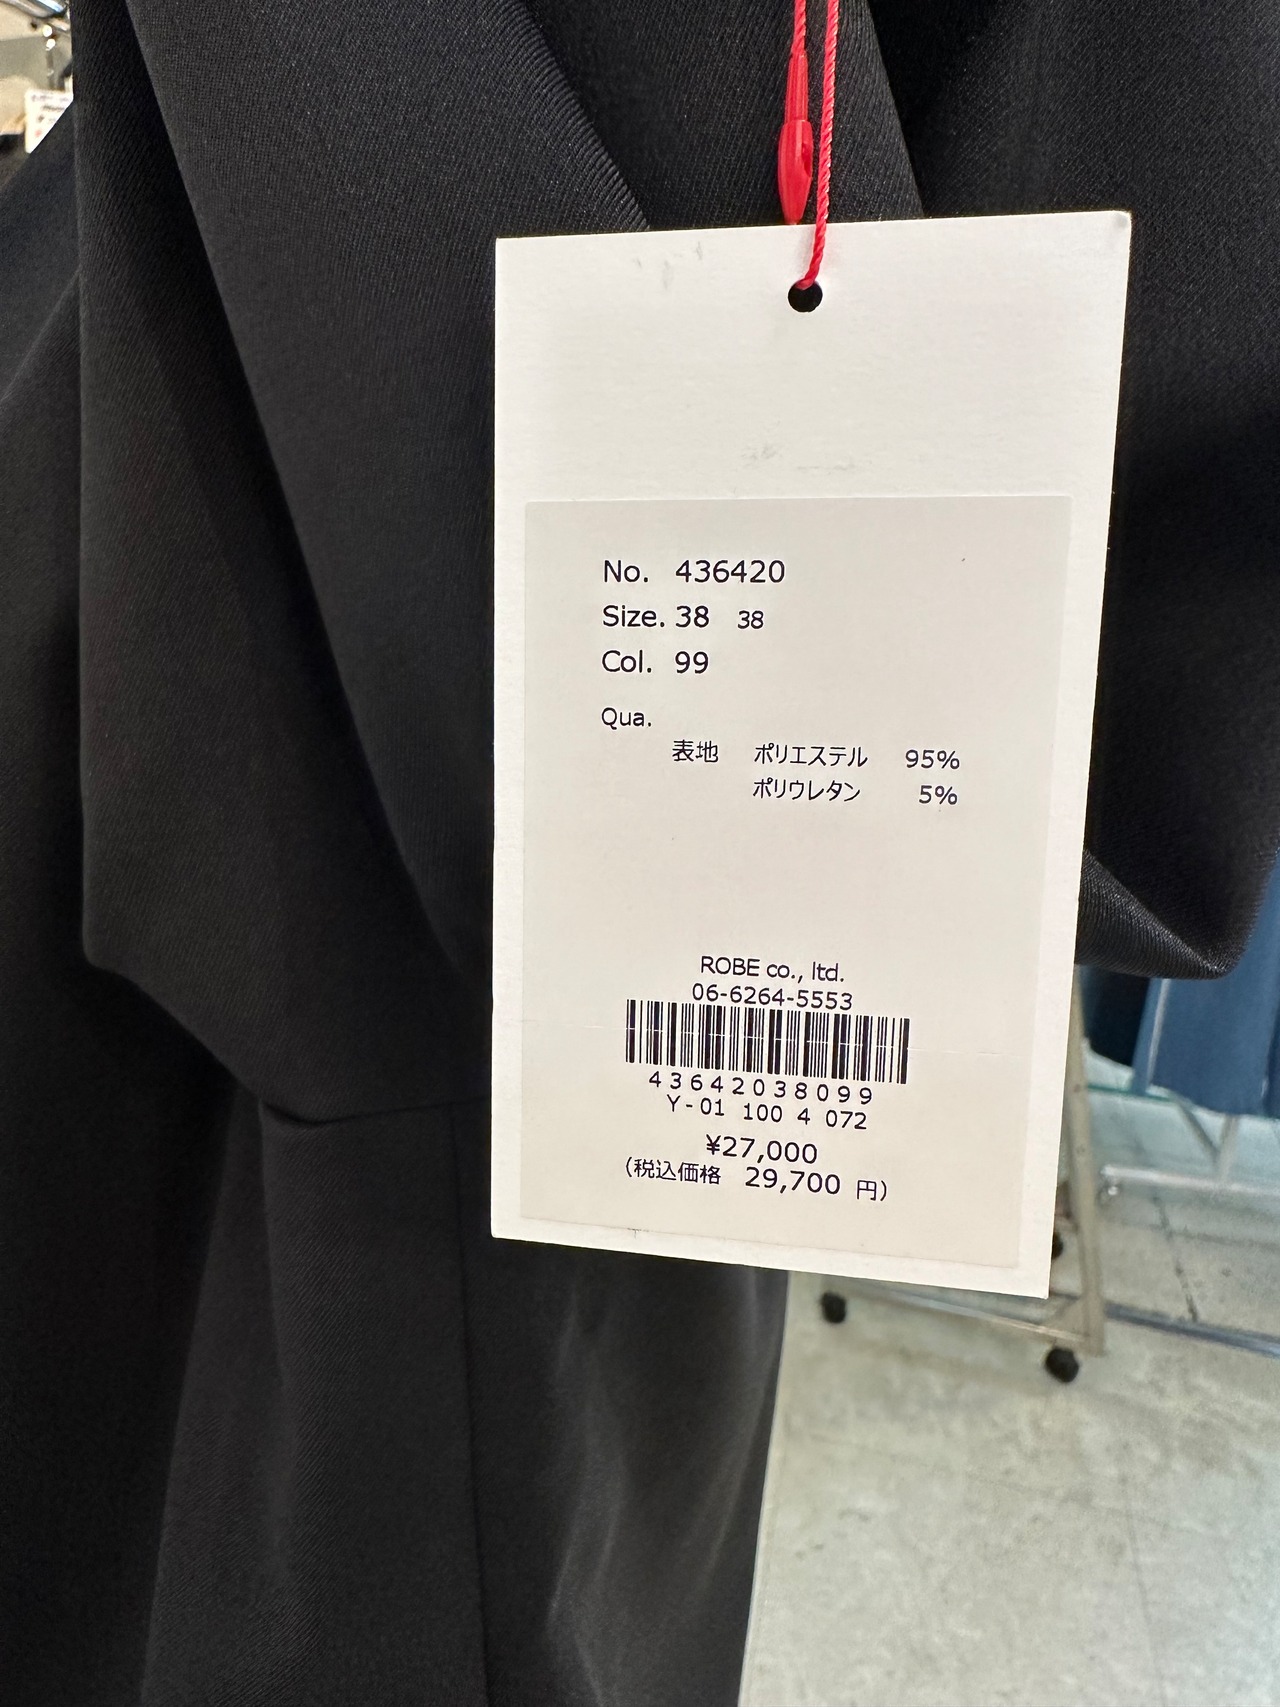 No. 436420
Size. 38 38
Col. 99
Qua.
表地 ポリエステル 95%
ポリウレタン 5%
ROBE co., ltd.
06-6264-5553
43642038099
Y-01 100 4 072
¥27,000
(税込価格 29,700 円)